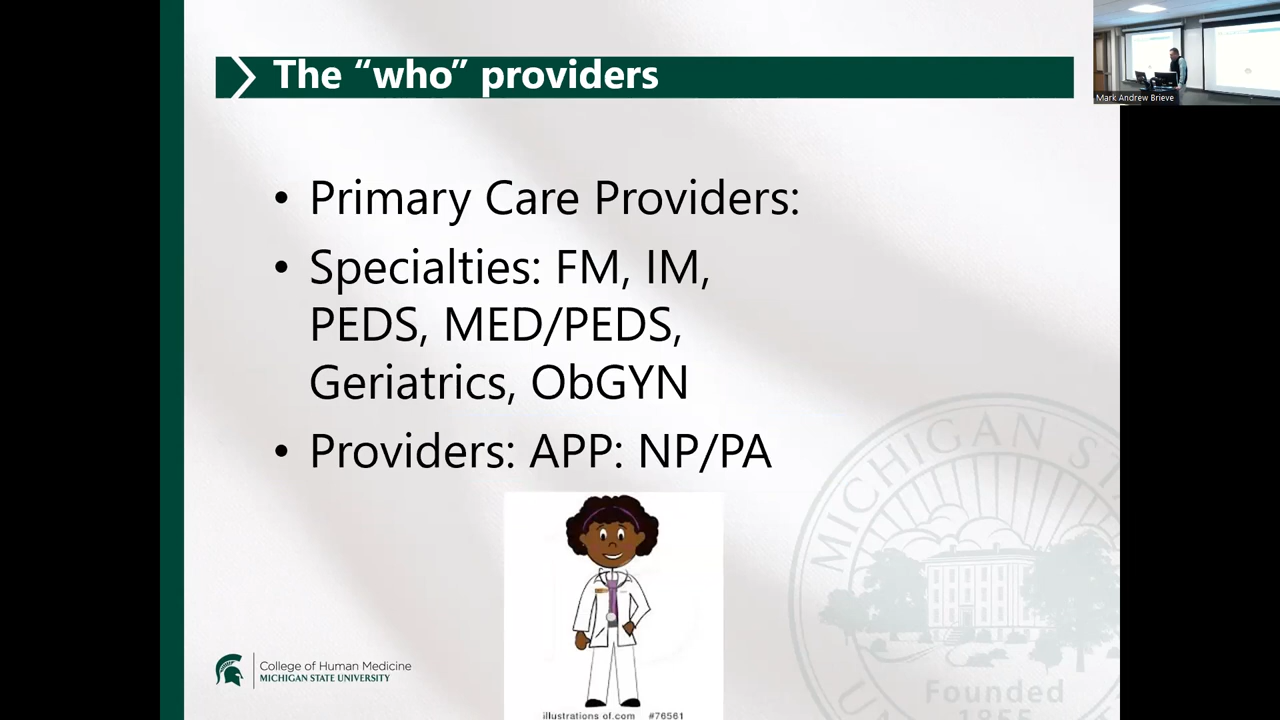 The “who” providers
Mark Andrew Brieve
• Primary Care Providers:
• Specialties: FM, IM,
PEDS, MED/PEDS,
Geriatrics, ObGYN
• Providers: APP: NP/PA
College of Human Medicine
MICHIGAN STATE UNIVERSITY
illustrations of.com #76561
MICHIGAN STA
U
Founded
1855